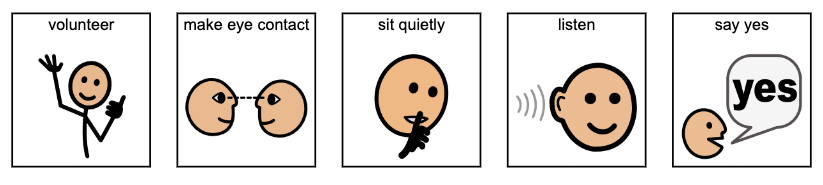 volunteer
make eye contact
sit quietly
listen
say yes
yes